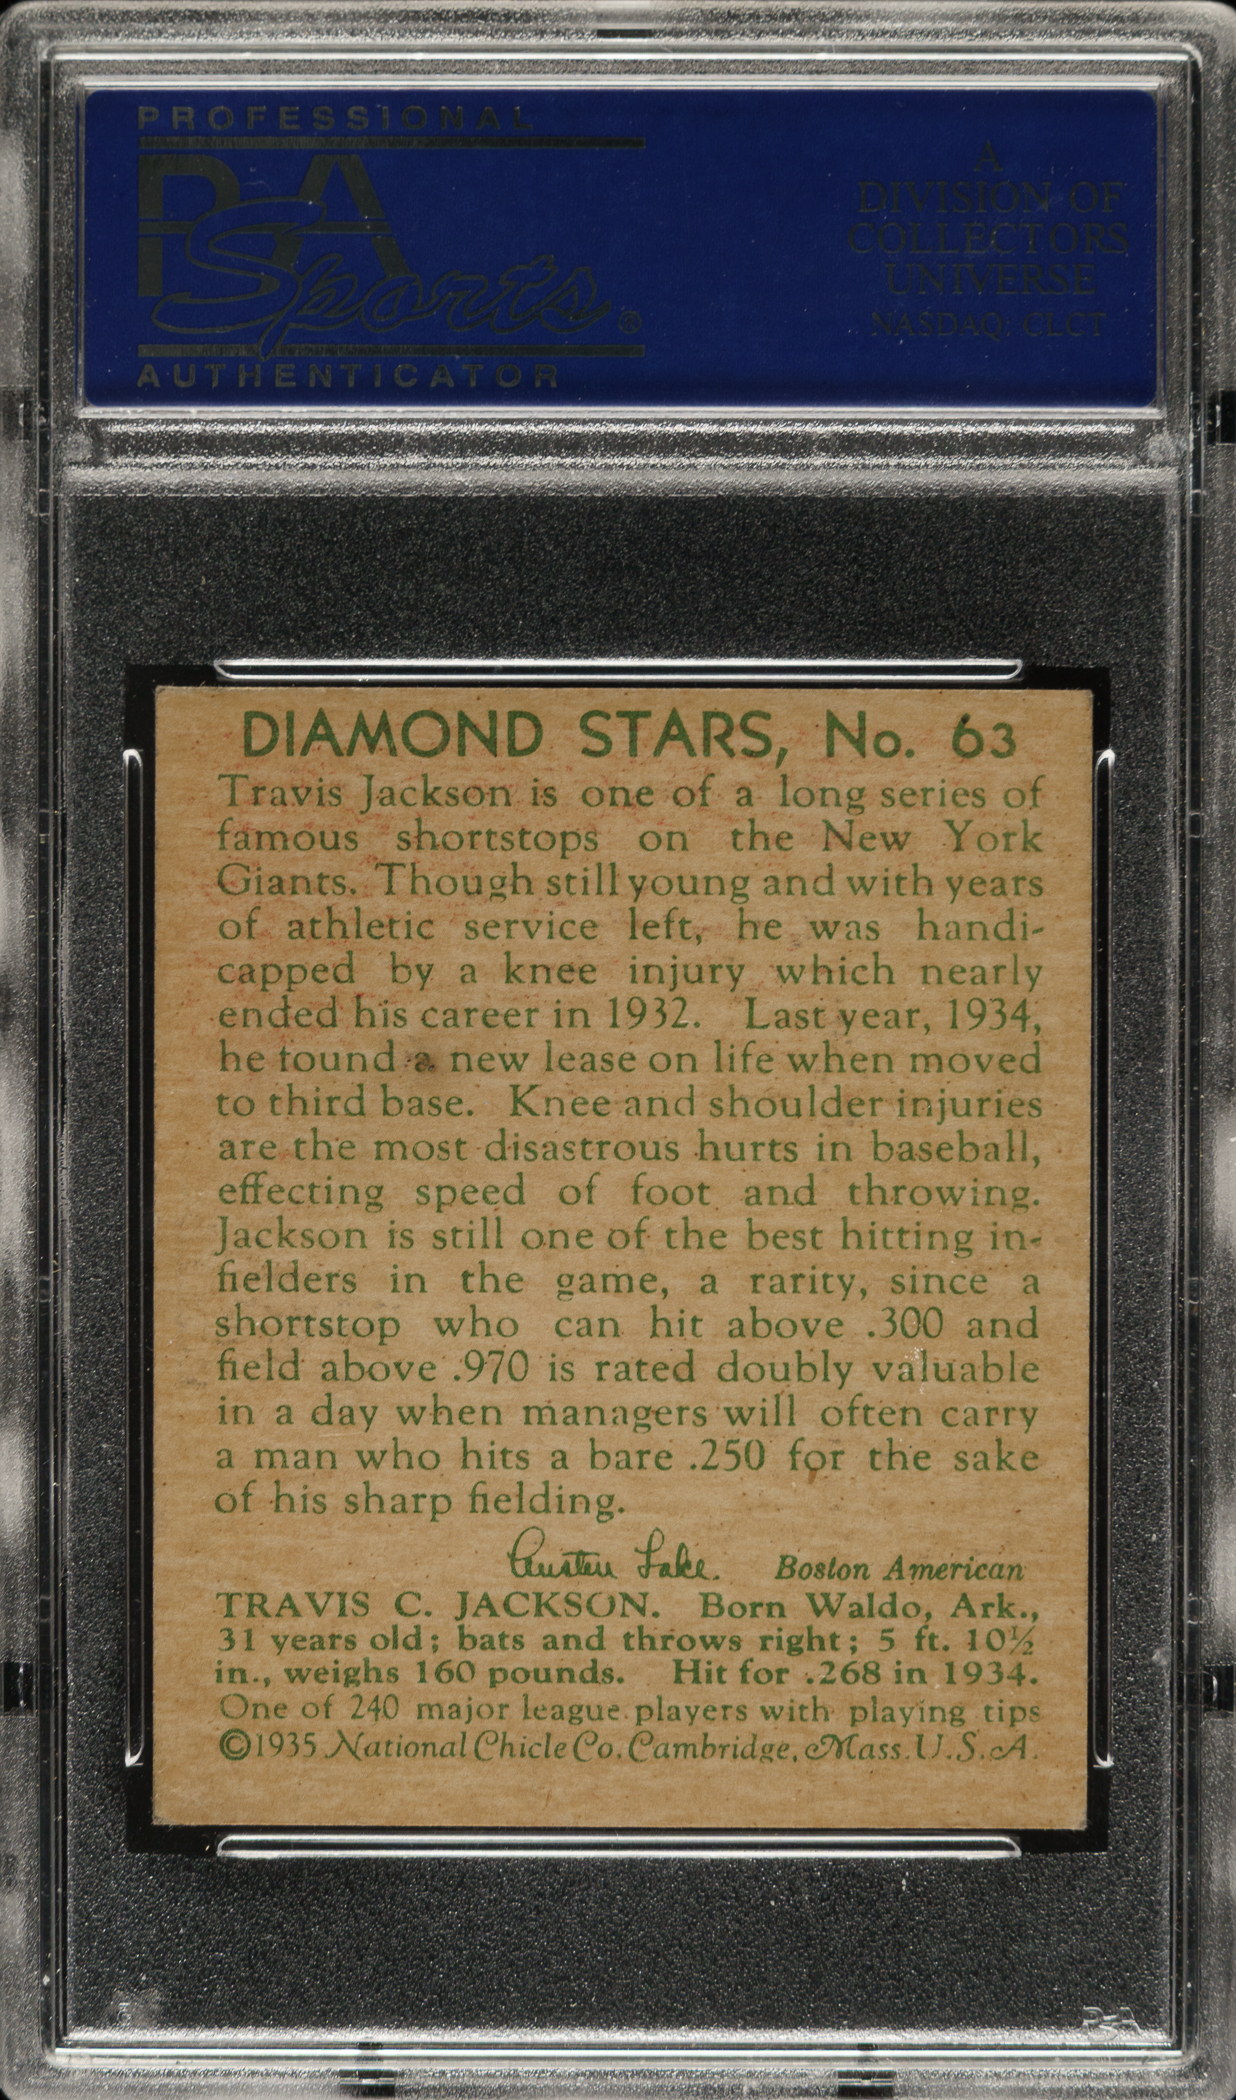 PROFESSIONAL
PSA
Sports®
AUTHENTICATOR
A
DIVISION OF
COLLECTORS
UNIVERSE
NASDAQ: CLCT
DIAMOND STARS, No. 63
Travis Jackson is one of a long series of
famous shortstops on the New York
Giants. Though still young and with years
of athletic service left, he was handi-
capped by a knee injury which nearly
ended his career in 1932. Last year, 1934,
he found a new lease on life when moved
to third base. Knee and shoulder injuries
are the most disastrous hurts in baseball,
effecting speed of foot and throwing.
Jackson is still one of the best hitting in-
fielders in the game, a rarity, since a
shortstop who can hit above .300 and
field above .970 is rated doubly valuable
in a day when managers will often carry
a man who hits a bare .250 for the sake
of his sharp fielding.
Austen Lake. Boston American
TRAVIS C. JACKSON. Born Waldo, Ark.,
31 years old; bats and throws right; 5 ft. 10½
in., weighs 160 pounds. Hit for .268 in 1934.
One of 240 major league players with playing tips
©1935 National Chicle Co. Cambridge, Mass. U.S.A.
PSA